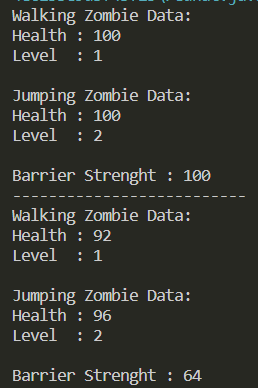 Walking Zombie Data:
Health : 100
Level  : 1

Jumping Zombie Data:
Health : 100
Level  : 2

Barrier Strenght : 100
--------------------------
Walking Zombie Data:
Health : 92
Level  : 1

Jumping Zombie Data:
Health : 96
Level  : 2

Barrier Strenght : 64